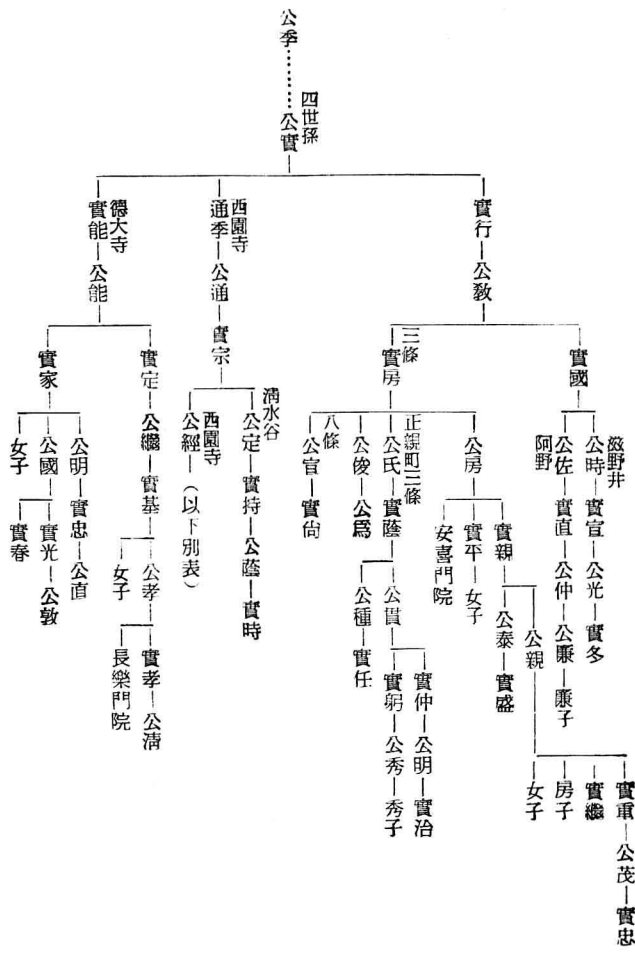 公季………公實
四世孫
實行—公敎
實國
滋野井
公時—實宣—公光—實冬
阿野
公佐—實直—公仲—公廉—廉子
三條
實房
公房
實親
公親
實重—公茂—實忠
實繼
房子
女子
公泰—實盛
實平—女子
安喜門院
正親町三條
公氏—實蔭
公貫
實仲—公明—實治
實躬—公秀—秀子
公種—實任
公俊—公爲
八條
公宣—實尙
西園寺
通季—公通—實宗
淸水谷
公定—實持—公蔭—實時
西園寺
公經—(以下別表)
德大寺
實能—公能
實定—公繼—實基
公孝
實孝—公淸
長樂門院
女子
實家
公明—實忠—公直
公國
實光—公敦
實春
女子